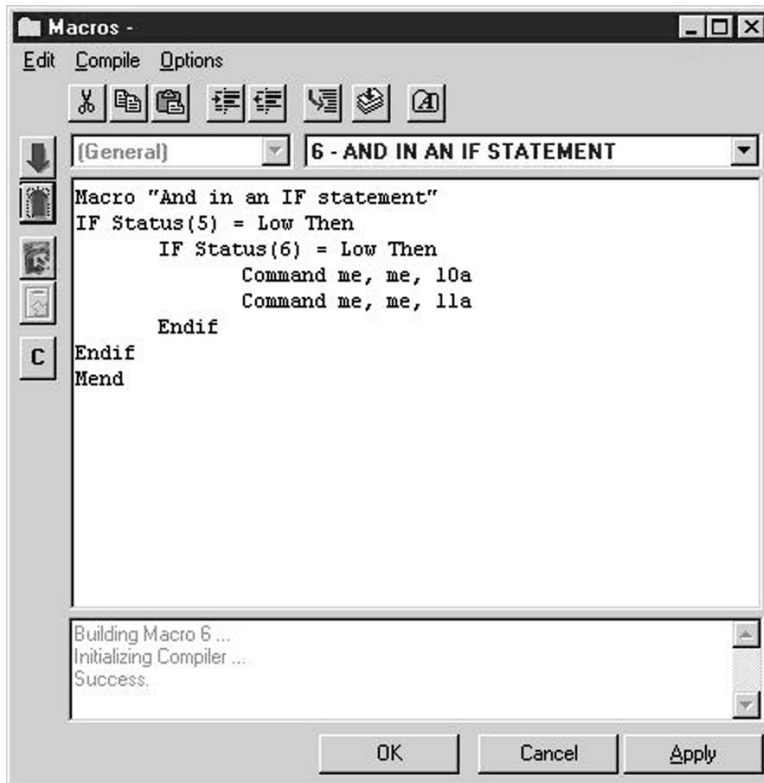 Macros -
Edit Compile Options
(General) 6 - AND IN AN IF STATEMENT
Macro "And in an IF statement"
IF Status(5) = Low Then
IF Status(6) = Low Then
Command me, me, 10a
Command me, me, 11a
Endif
Endif
Mend
C
Building Macro 6 ...
Initializing Compiler ...
Success.
OK Cancel Apply